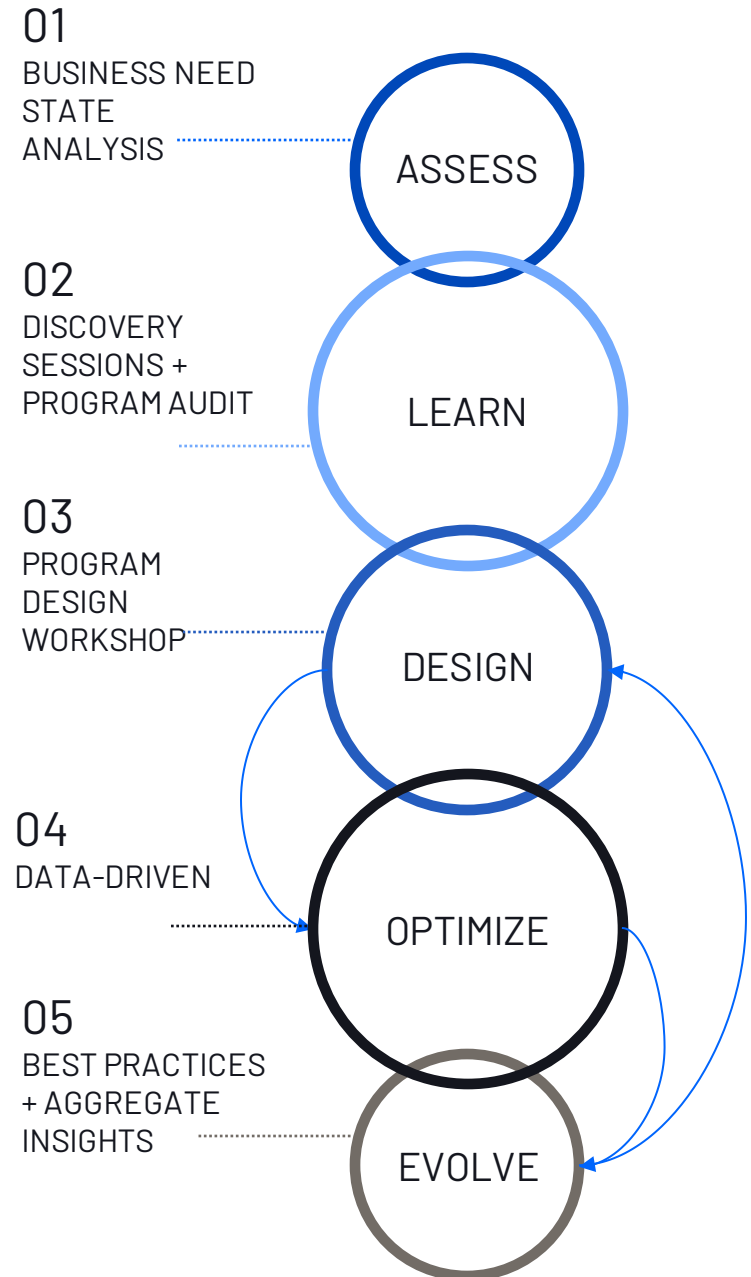 01
BUSINESS NEED
STATE
ANALYSIS
ASSESS
02
DISCOVERY
SESSIONS +
PROGRAM AUDIT
LEARN
03
PROGRAM
DESIGN
WORKSHOP
DESIGN
04
DATA-DRIVEN
OPTIMIZE
05
BEST PRACTICES
+ AGGREGATE
INSIGHTS
EVOLVE